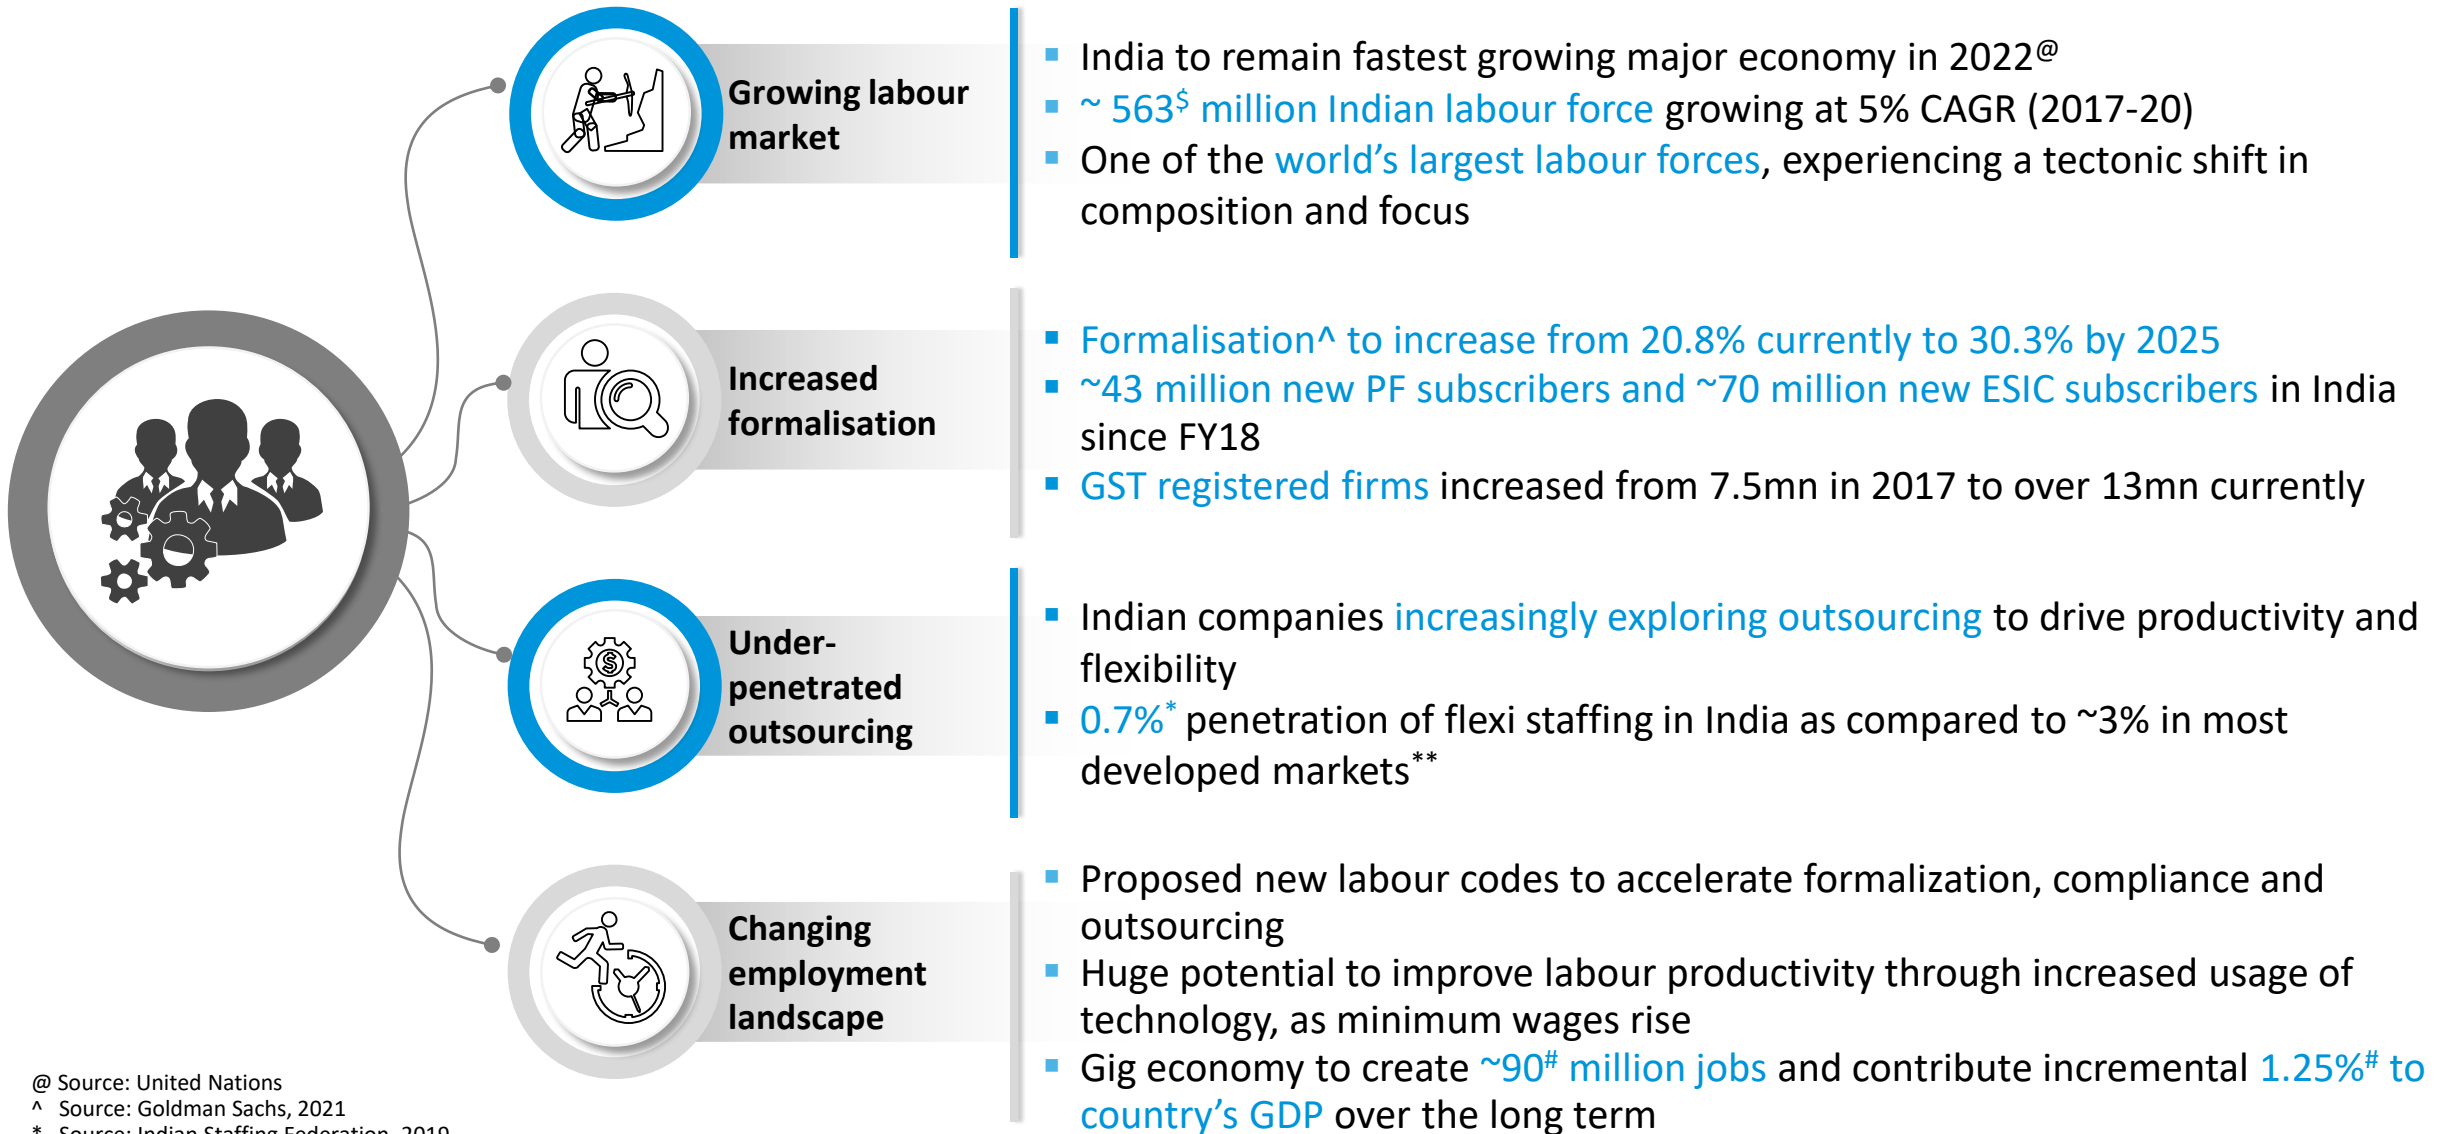 Growing labour
market
▪ India to remain fastest growing major economy in 2022@
▪ ~ 563$ million Indian labour force growing at 5% CAGR (2017-20)
▪ One of the world’s largest labour forces, experiencing a tectonic shift in
composition and focus
Increased
formalisation
▪ Formalisation^ to increase from 20.8% currently to 30.3% by 2025
▪ ~43 million new PF subscribers and ~70 million new ESIC subscribers in India
since FY18
▪ GST registered firms increased from 7.5mn in 2017 to over 13mn currently
Under-
penetrated
outsourcing
▪ Indian companies increasingly exploring outsourcing to drive productivity and
flexibility
▪ 0.7%* penetration of flexi staffing in India as compared to ~3% in most
developed markets**
Changing
employment
landscape
▪ Proposed new labour codes to accelerate formalization, compliance and
outsourcing
▪ Huge potential to improve labour productivity through increased usage of
technology, as minimum wages rise
▪ Gig economy to create ~90# million jobs and contribute incremental 1.25%# to
country’s GDP over the long term
@ Source: United Nations
^ Source: Goldman Sachs, 2021
* Source: Indian Staffing Federation, 2019